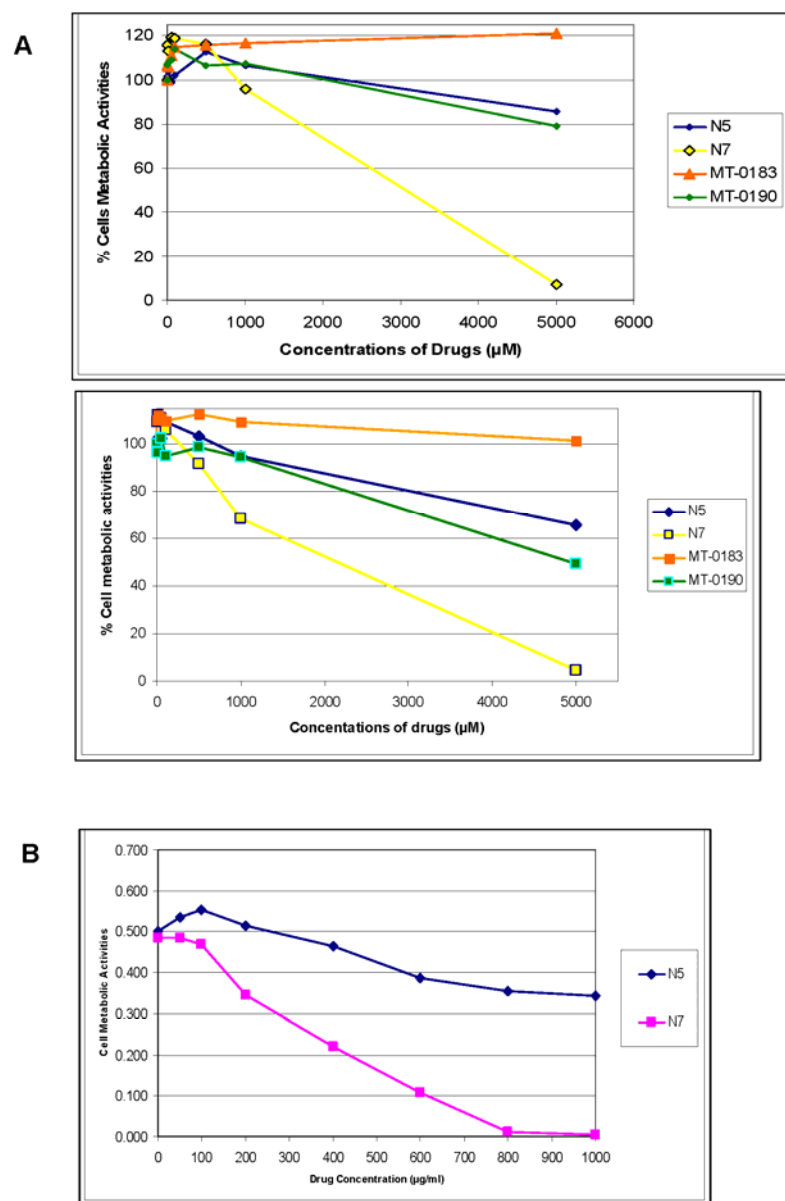 A
% Cells Metabolic Activities
120
100
80
60
40
20
0
0 1000 2000 3000 4000 5000 6000
Concentrations of Drugs (µM)
N5
N7
MT-0183
MT-0190
% Cell metabolic activities
100
80
60
40
20
0
0 1000 2000 3000 4000 5000
Concentations of drugs (µM)
N5
N7
MT-0183
MT-0190
B
Cell Metabolic Activities
0.700
0.600
0.500
0.400
0.300
0.200
0.100
0.000
0 100 200 300 400 500 600 700 800 900 1000
Drug Concentration (µg/ml)
N5
N7